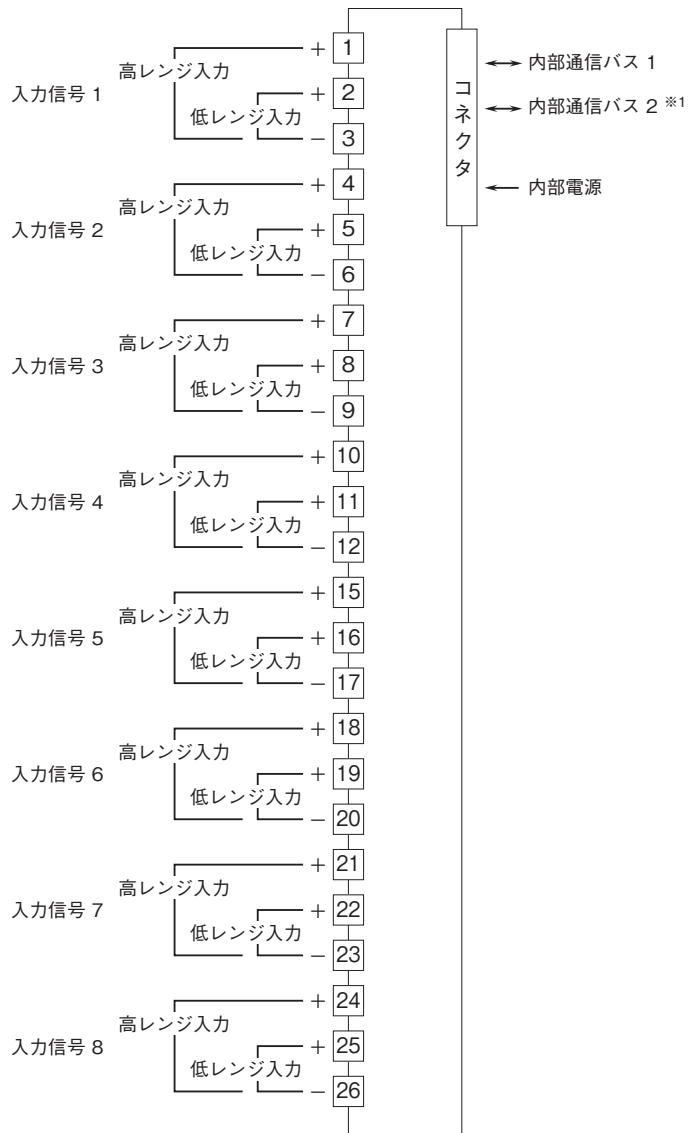 + 1
高レンジ入力
入力信号 1
+ 2
低レンジ入力
− 3
+ 4
高レンジ入力
入力信号 2
+ 5
低レンジ入力
− 6
+ 7
高レンジ入力
入力信号 3
+ 8
低レンジ入力
− 9
+ 10
高レンジ入力
入力信号 4
+ 11
低レンジ入力
− 12
+ 15
高レンジ入力
入力信号 5
+ 16
低レンジ入力
− 17
+ 18
高レンジ入力
入力信号 6
+ 19
低レンジ入力
− 20
+ 21
高レンジ入力
入力信号 7
+ 22
低レンジ入力
− 23
+ 24
高レンジ入力
入力信号 8
+ 25
低レンジ入力
− 26
コネクタ
内部通信バス 1
内部通信バス 2 ※1
内部電源